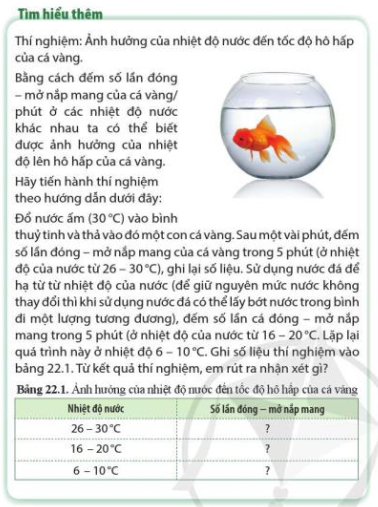 Tìm hiểu thêm
Thí nghiệm: Ảnh hưởng của nhiệt độ nước đến tốc độ hô hấp
của cá vàng.
Bằng cách đếm số lần đóng
– mở nắp mang của cá vàng/
phút ở các nhiệt độ nước
khác nhau ta có thể biết
được ảnh hưởng của nhiệt
độ lên hô hấp của cá vàng.
Hãy tiến hành thí nghiệm
theo hướng dẫn dưới đây:
Đổ nước ấm (30 °C) vào bình
thuỷ tinh và thả vào đó một con cá vàng. Sau một vài phút, đếm
số lần đóng – mở nắp mang của cá vàng trong 5 phút (ở nhiệt
độ của nước từ 26 – 30 °C), ghi lại số liệu. Sử dụng nước đá để
hạ từ từ nhiệt độ của nước (để giữ nguyên mức nước không
thay đổi thì khi sử dụng nước đá có thể lấy bớt nước trong bình
đi một lượng tương đương), đếm số lần cá đóng – mở nắp
mang trong 5 phút (ở nhiệt độ của nước từ 16 – 20 °C). Lặp lại
quá trình này ở nhiệt độ 6 – 10 °C. Ghi số liệu thí nghiệm vào
bảng 22.1. Từ kết quả thí nghiệm, em rút ra nhận xét gì?
Bảng 22.1. Ảnh hưởng của nhiệt độ nước đến tốc độ hô hấp của cá vàng
Nhiệt độ nước Số lần đóng – mở nắp mang
26 – 30 °C ?
16 – 20 °C ?
6 – 10 °C ?